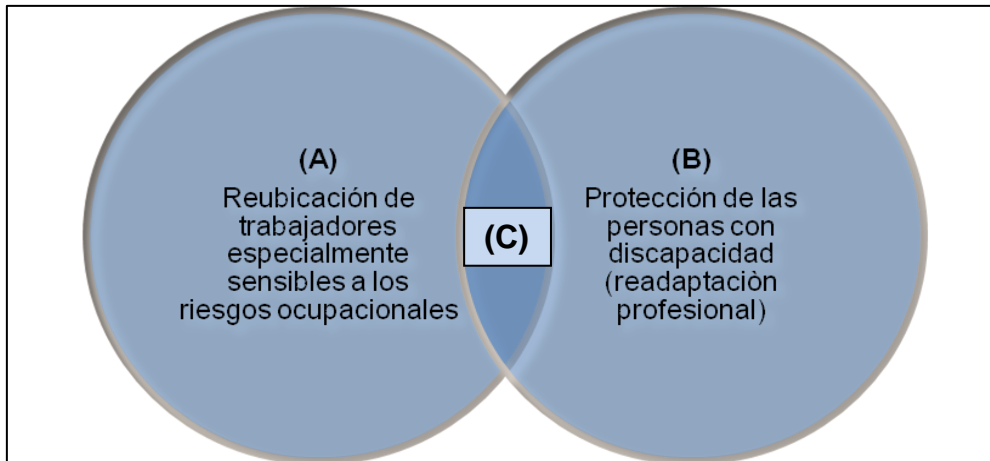 (A)
Reubicación de
trabajadores
especialmente
sensibles a los
riesgos ocupacionales
(C)
(B)
Protección de las
personas con
discapacidad
(readaptaciòn
profesional)